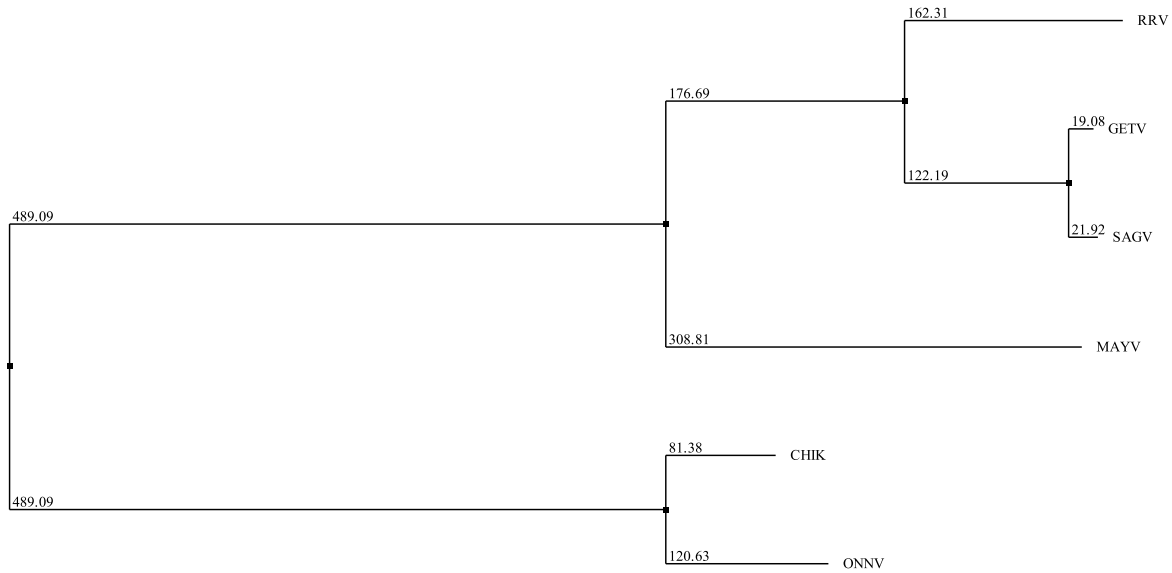 162.31
RRV
176.69
19.08
GETV
122.19
489.09
21.92
SAGV
308.81
MAYV
81.38
CHIK
489.09
120.63
ONNV